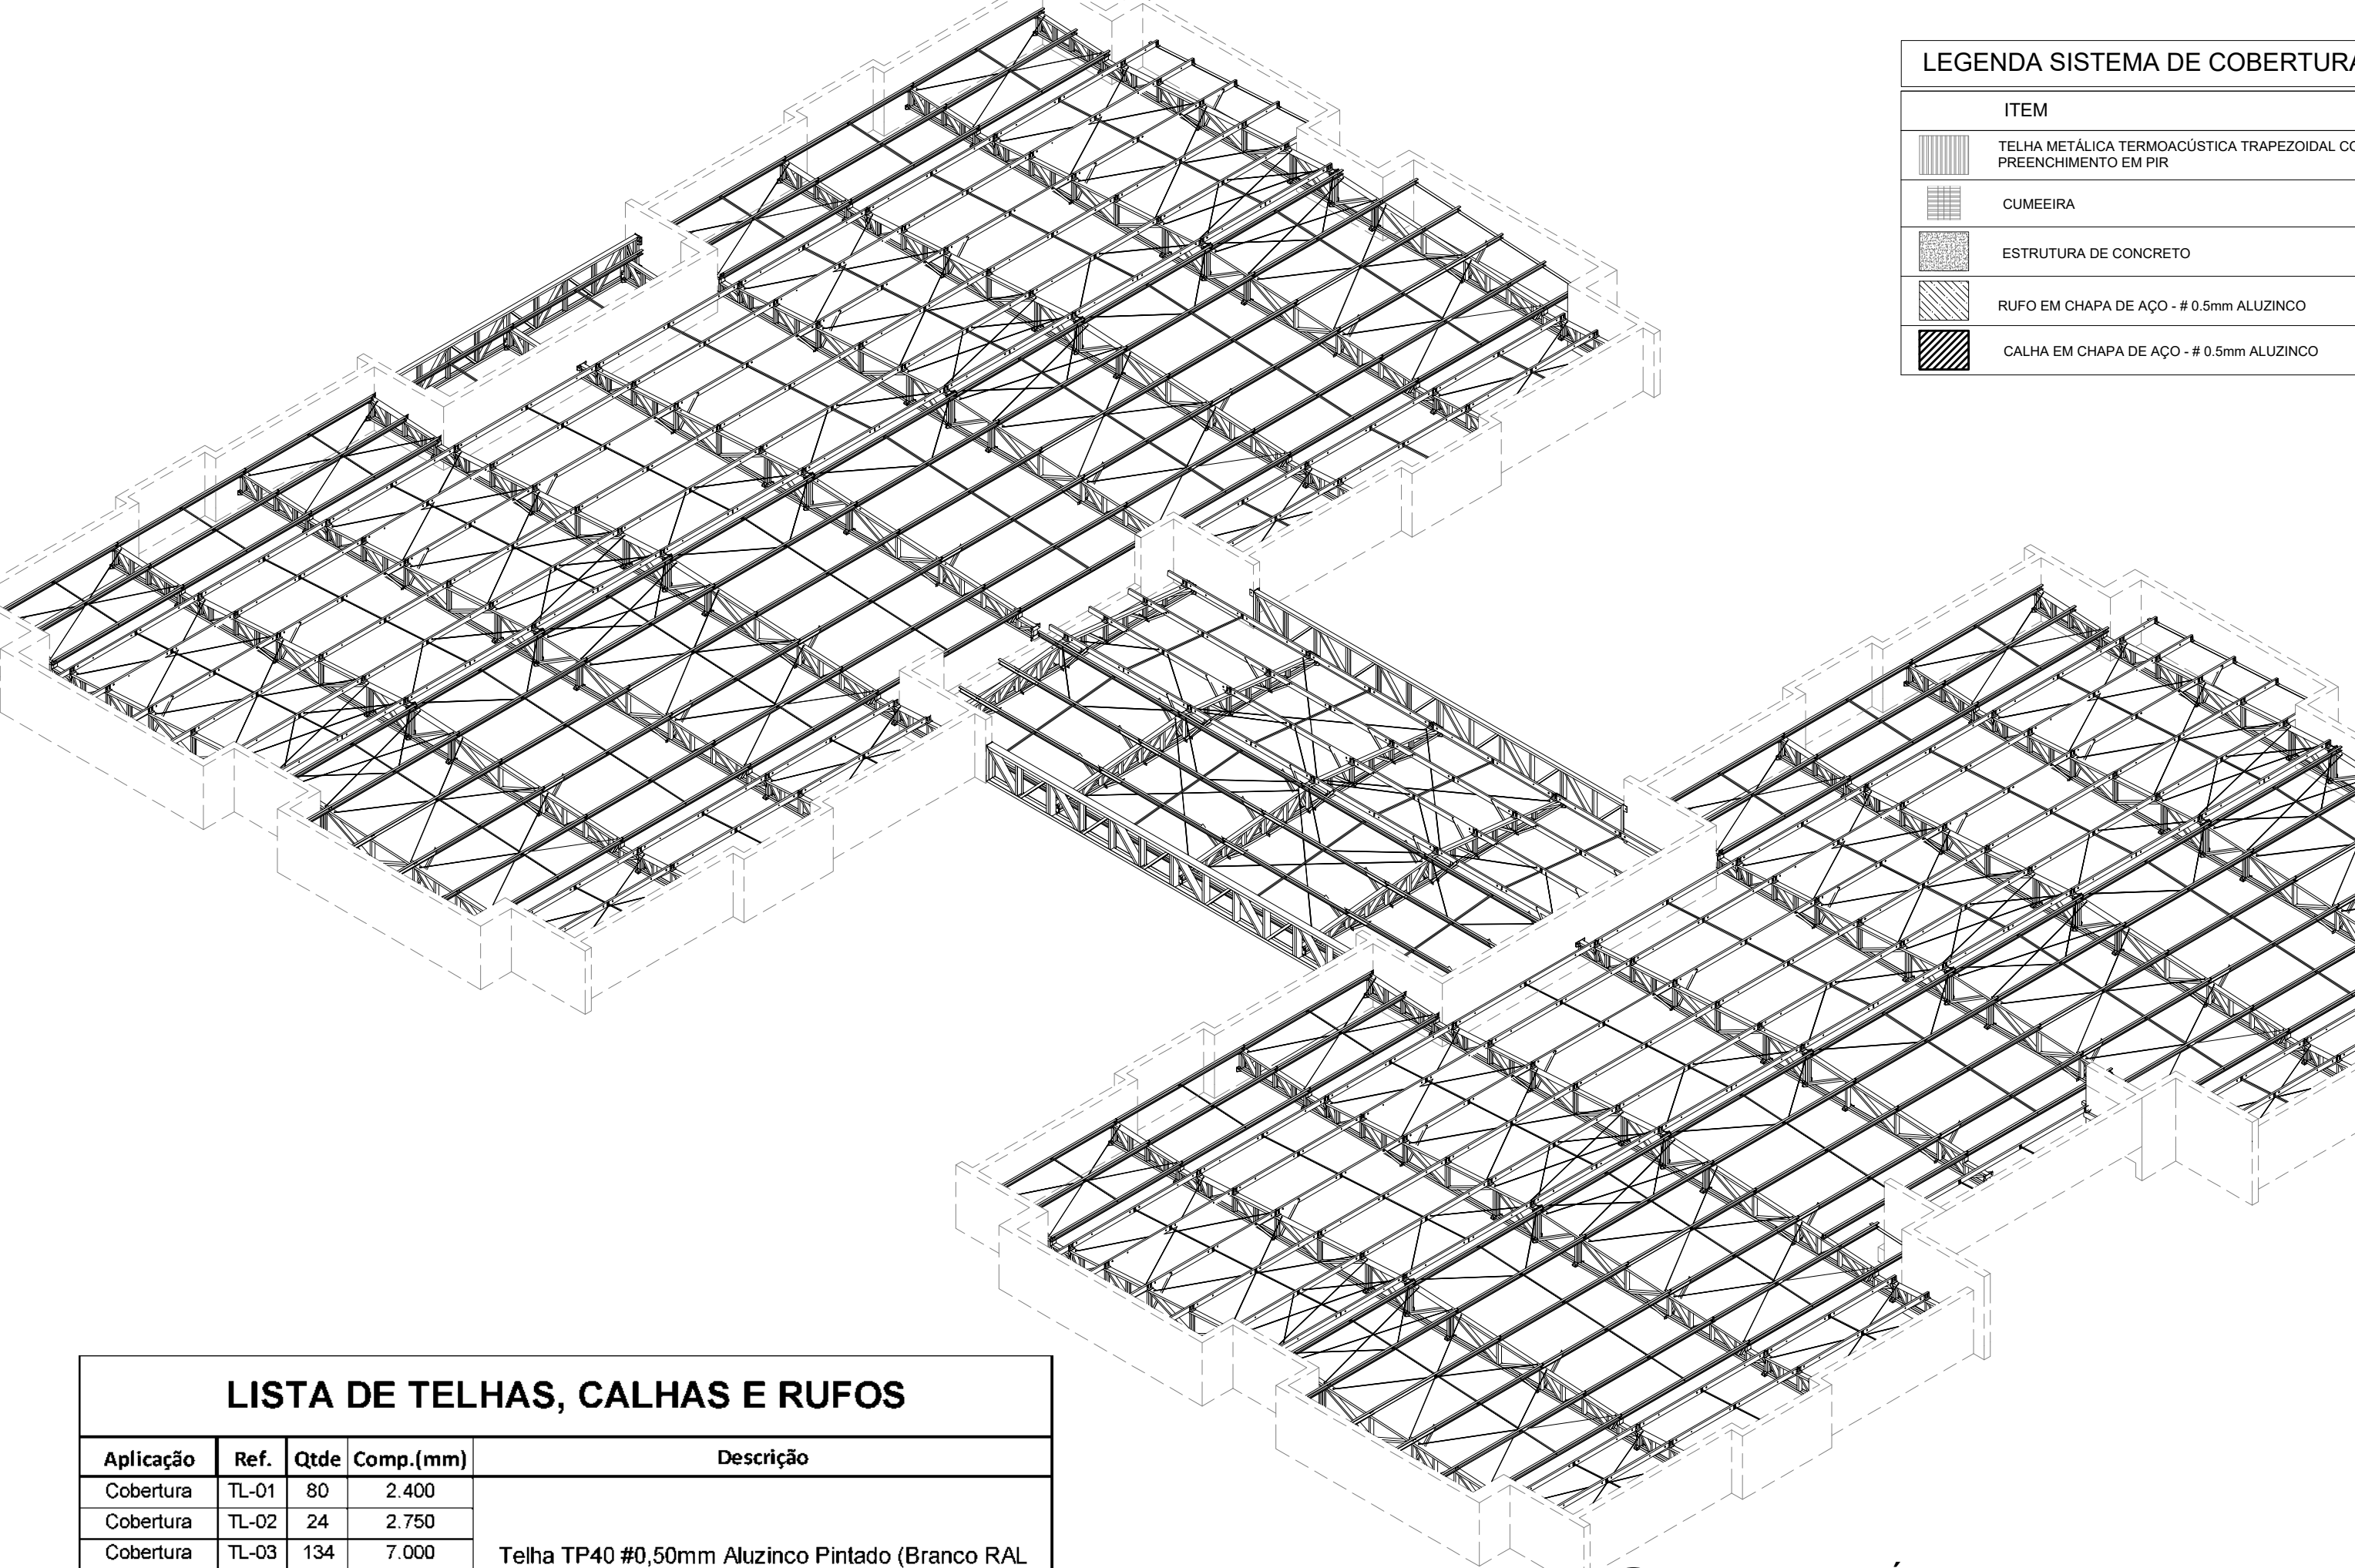 LEGENDA SISTEMA DE COBERTURA
ITEM
TELHA METÁLICA TERMOACÚSTICA TRAPEZOIDAL CO
PREENCHIMENTO EM PIR
CUMEEIRA
ESTRUTURA DE CONCRETO
RUFO EM CHAPA DE AÇO - # 0.5mm ALUZINCO
CALHA EM CHAPA DE AÇO - # 0.5mm ALUZINCO
LISTA DE TELHAS, CALHAS E RUFOS
Aplicação Ref. Qtde Comp.(mm) Descrição
Cobertura TL-01 80 2.400
Cobertura TL-02 24 2.750
Cobertura TL-03 134 7.000 Telha TP40 #0,50mm Aluzinco Pintado (Branco RAL